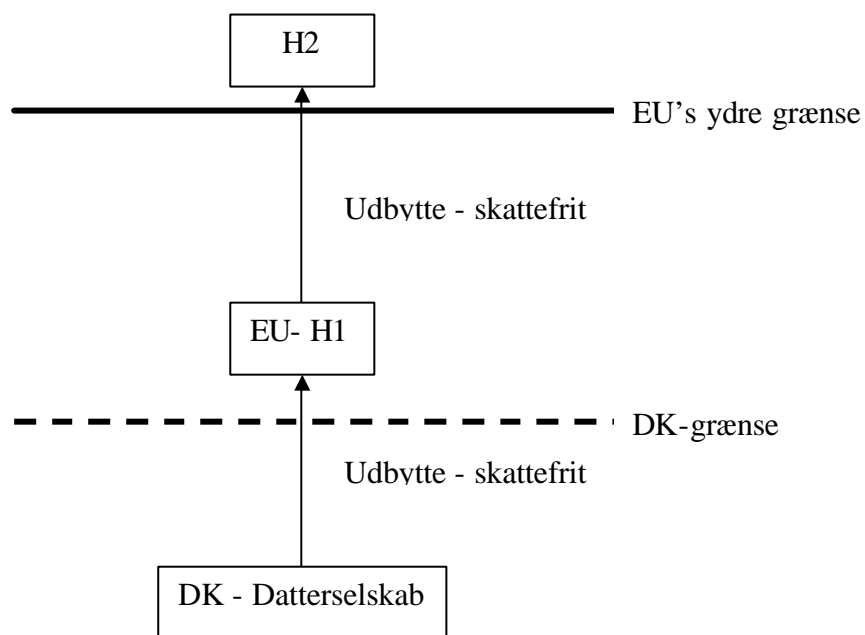 H2
EU's ydre grænse
Udbytte - skattefrit
EU- H1
DK-grænse
Udbytte - skattefrit
DK - Datterselskab